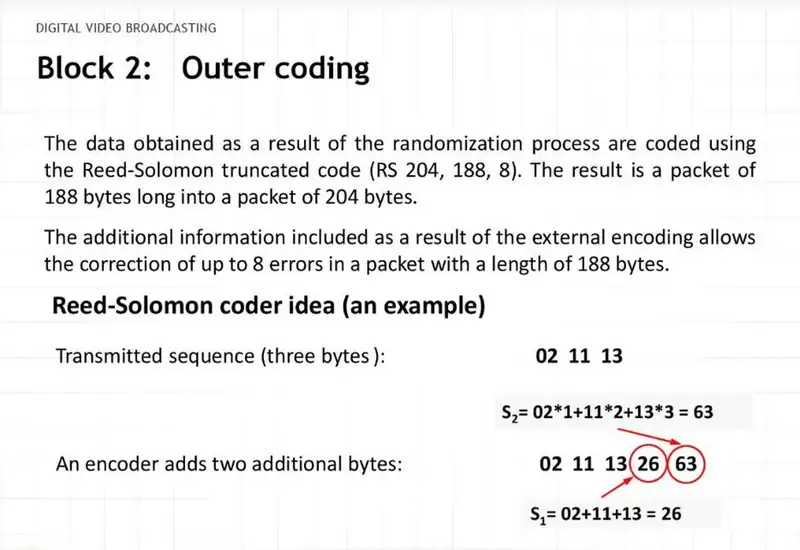 DIGITAL VIDEO BROADCASTING
Block 2: Outer coding
The data obtained as a result of the randomization process are coded using
the Reed-Solomon truncated code (RS 204, 188, 8). The result is a packet of
188 bytes long into a packet of 204 bytes.
The additional information included as a result of the external encoding allows
the correction of up to 8 errors in a packet with a length of 188 bytes.
Reed-Solomon coder idea (an example)
Transmitted sequence (three bytes ): 02 11 13
S₂= 02*1+11*2+13*3 = 63
An encoder adds two additional bytes: 02 11 13 26 63
S₁= 02+11+13 = 26